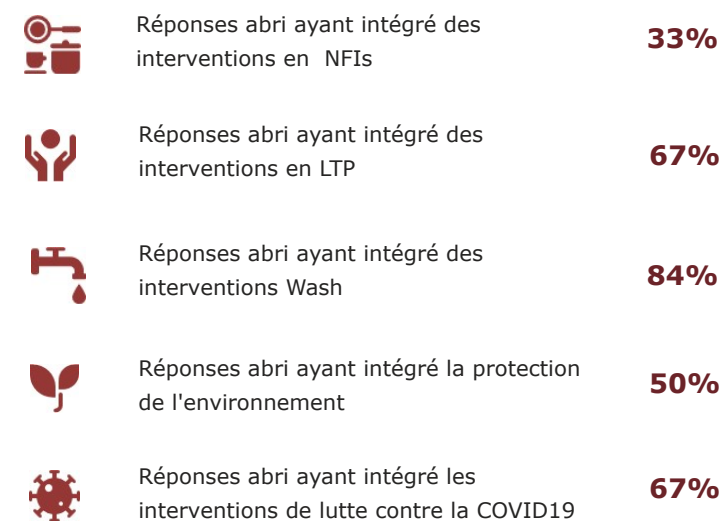 Réponses abri ayant intégré des
interventions en  NFIs
33%
Réponses abri ayant intégré des
interventions en LTP
67%
Réponses abri ayant intégré des
interventions Wash
84%
Réponses abri ayant intégré la protection
de l'environnement
50%
Réponses abri ayant intégré les
interventions de lutte contre la COVID19
67%